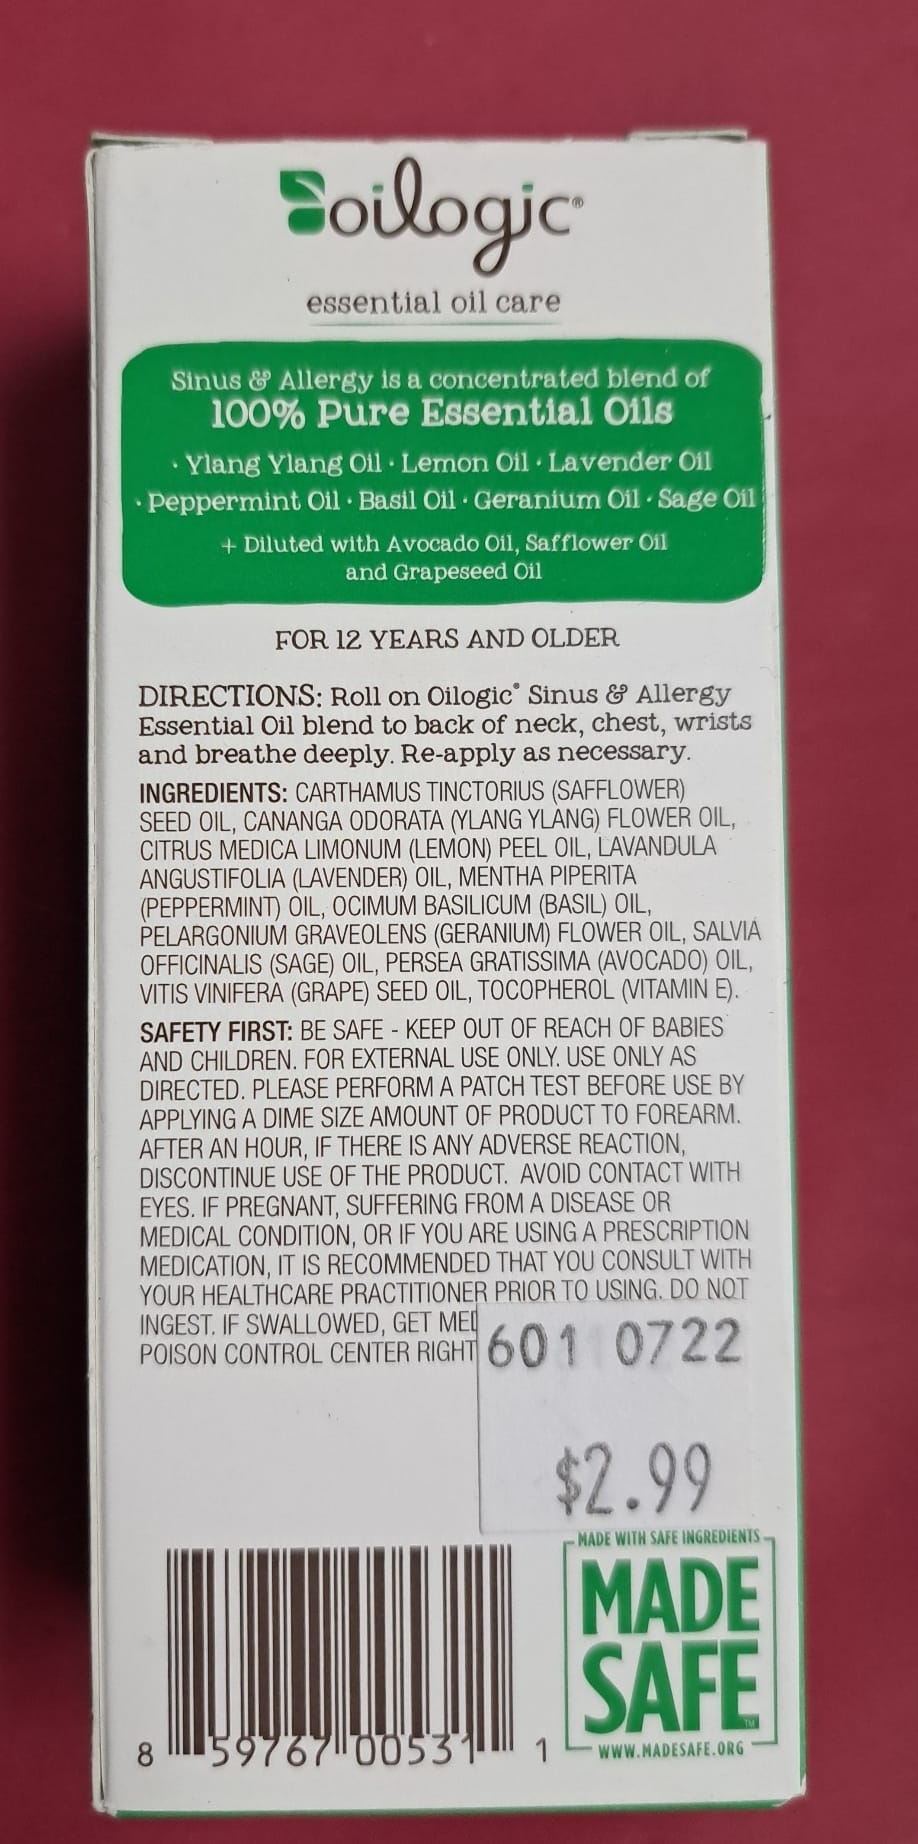 oilogic®
essential oil care
Sinus & Allergy is a concentrated blend of
100% Pure Essential Oils
· Ylang Ylang Oil · Lemon Oil · Lavender Oil
· Peppermint Oil · Basil Oil · Geranium Oil · Sage Oil
+ Diluted with Avocado Oil, Safflower Oil
and Grapeseed Oil
FOR 12 YEARS AND OLDER
DIRECTIONS: Roll on Oilogic® Sinus & Allergy
Essential Oil blend to back of neck, chest, wrists
and breathe deeply. Re-apply as necessary.
INGREDIENTS: CARTHAMUS TINCTORIUS (SAFFLOWER)
SEED OIL, CANANGA ODORATA (YLANG YLANG) FLOWER OIL,
CITRUS MEDICA LIMONUM (LEMON) PEEL OIL, LAVANDULA
ANGUSTIFOLIA (LAVENDER) OIL, MENTHA PIPERITA
(PEPPERMINT) OIL, OCIMUM BASILICUM (BASIL) OIL,
PELARGONIUM GRAVEOLENS (GERANIUM) FLOWER OIL, SALVIA
OFFICINALIS (SAGE) OIL, PERSEA GRATISSIMA (AVOCADO) OIL,
VITIS VINIFERA (GRAPE) SEED OIL, TOCOPHEROL (VITAMIN E).
SAFETY FIRST: BE SAFE - KEEP OUT OF REACH OF BABIES
AND CHILDREN. FOR EXTERNAL USE ONLY. USE ONLY AS
DIRECTED. PLEASE PERFORM A PATCH TEST BEFORE USE BY
APPLYING A DIME SIZE AMOUNT OF PRODUCT TO FOREARM.
AFTER AN HOUR, IF THERE IS ANY ADVERSE REACTION,
DISCONTINUE USE OF THE PRODUCT. AVOID CONTACT WITH
EYES. IF PREGNANT, SUFFERING FROM A DISEASE OR
MEDICAL CONDITION, OR IF YOU ARE USING A PRESCRIPTION
MEDICATION, IT IS RECOMMENDED THAT YOU CONSULT WITH
YOUR HEALTHCARE PRACTITIONER PRIOR TO USING. DO NOT
INGEST. IF SWALLOWED, GET
POISON CONTROL CENTER RIGHT
601 0722
$2.99
MADE WITH SAFE INGREDIENTS
MADE
SAFE™
WWW.MADESAFE.ORG
8 59767 00531 1